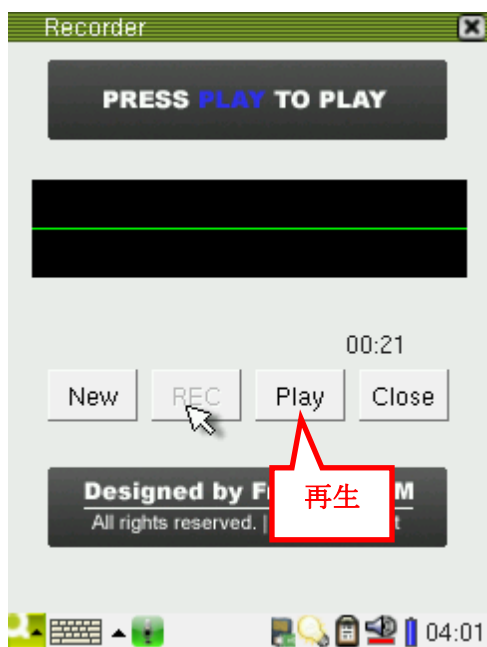 Recorder
PRESS PLAY TO PLAY
00:21
New REC Play Close
Designed by
再生
All rights reserved. |
04:01